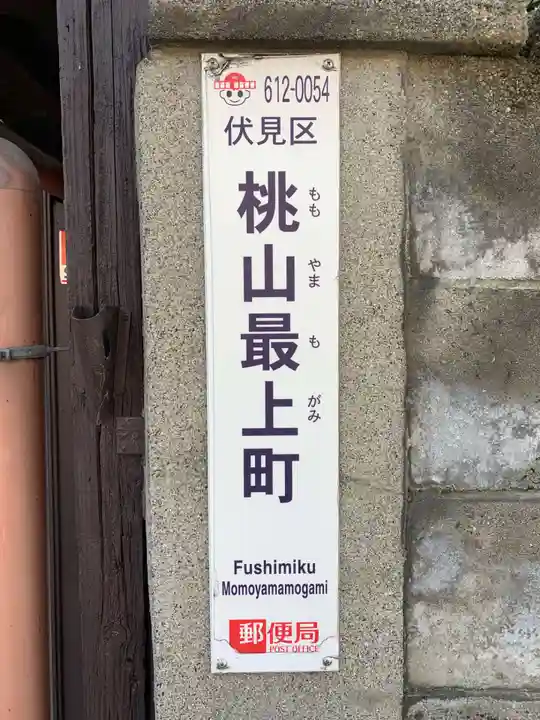 612-0054
伏見区
桃山最上町
もも やま も がみ
Fushimiku
Momoyamamogami
郵便局
POST OFFICE